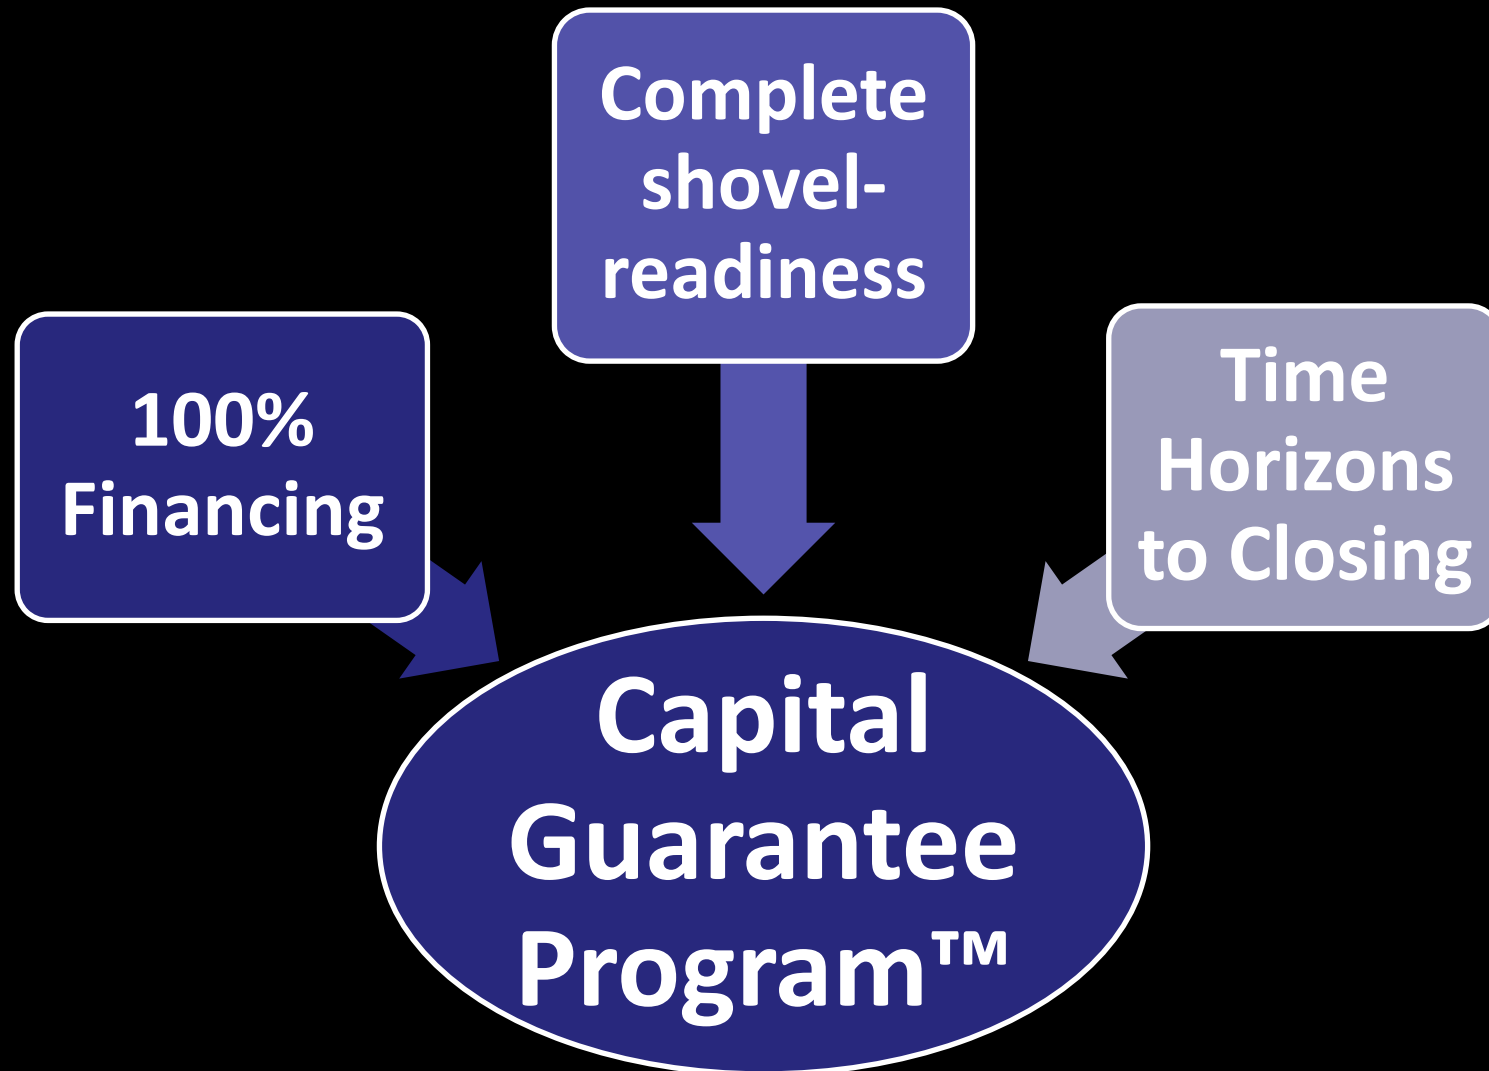 Complete
shovel-
readiness
100%
Financing
Time
Horizons
to Closing
Capital
Guarantee
Program™